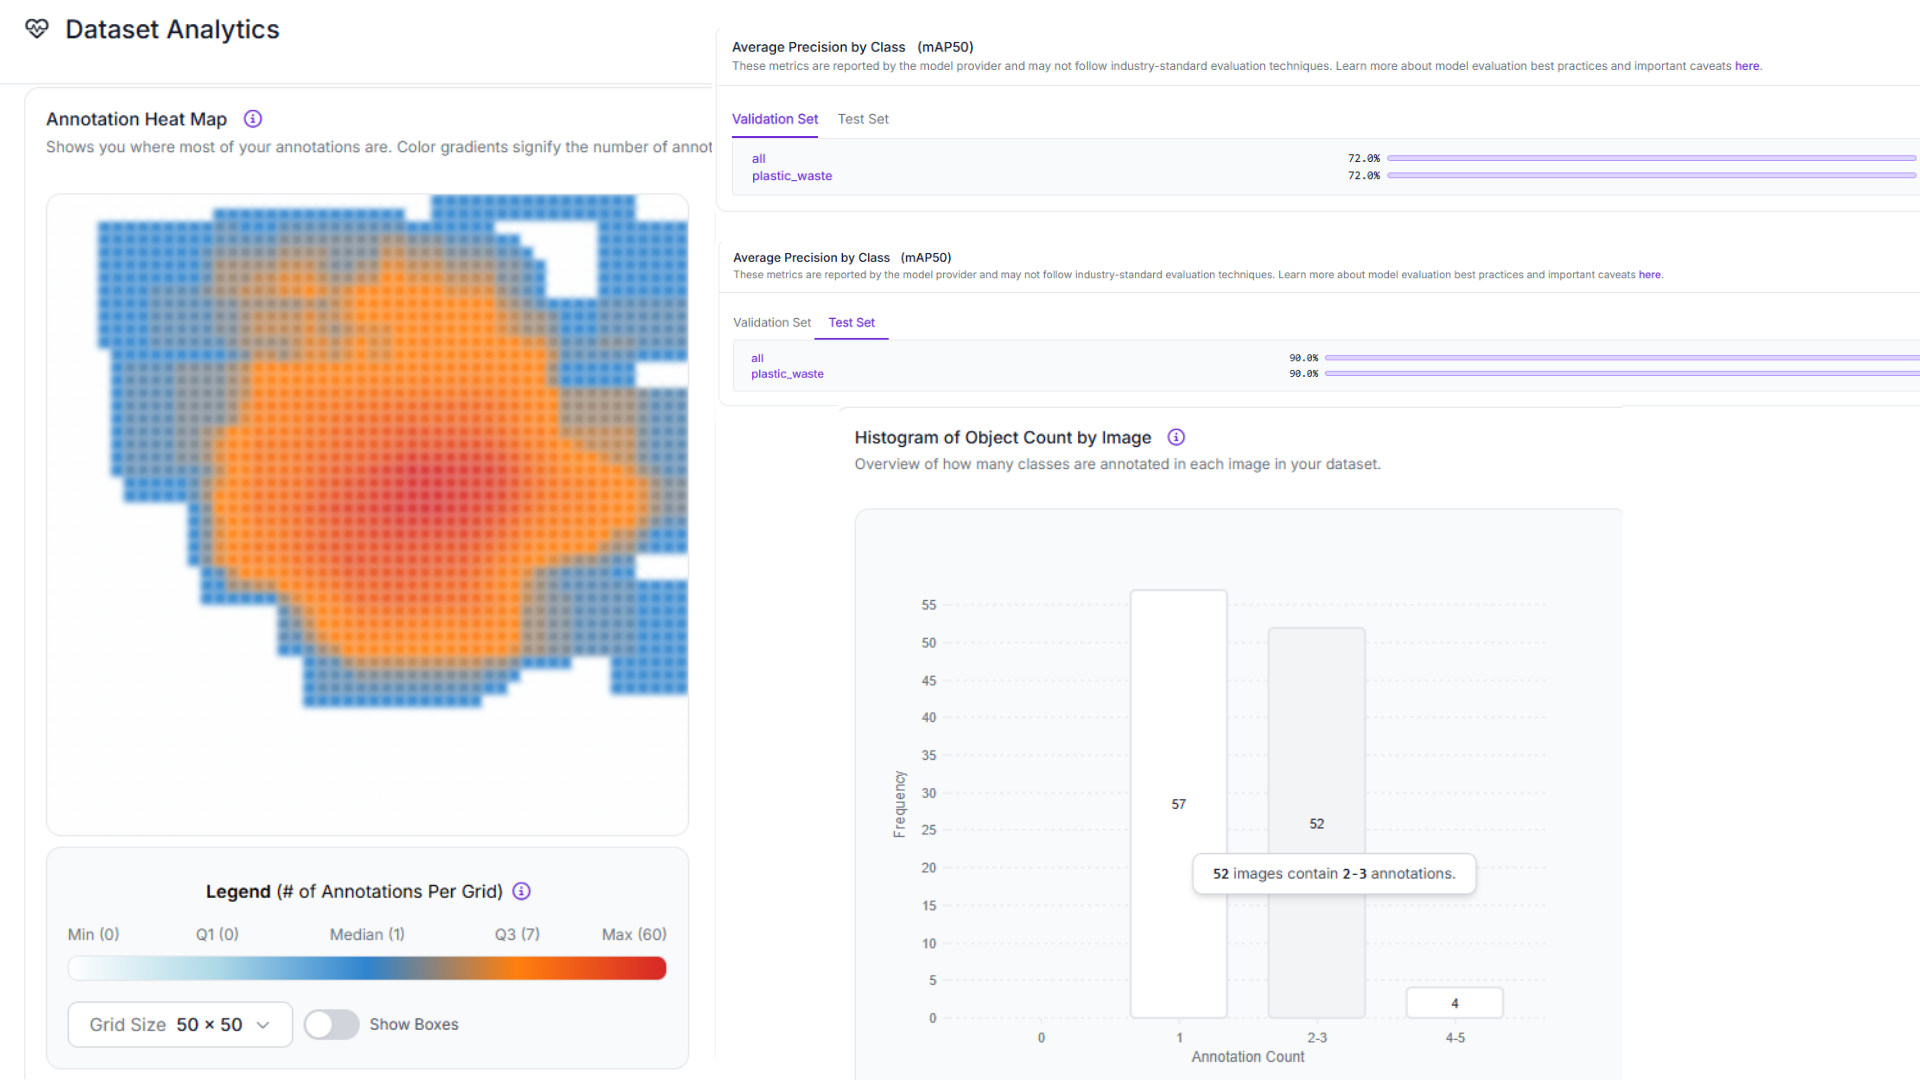 Dataset Analytics
Annotation Heat Map
Shows you where most of your annotations are. Color gradients signify the number of annot
Legend (# of Annotations Per Grid)
Min (0) Q1 (0) Median (1) Q3 (7) Max (60)
Grid Size 50 × 50 Show Boxes
Average Precision by Class (mAP50)
These metrics are reported by the model provider and may not follow industry-standard evaluation techniques. Learn more about model evaluation best practices and important caveats here.
Validation Set Test Set
all 72.0%
plastic_waste 72.0%
Average Precision by Class (mAP50)
These metrics are reported by the model provider and may not follow industry-standard evaluation techniques. Learn more about model evaluation best practices and important caveats here.
Validation Set Test Set
all 90.0%
plastic_waste 90.0%
Histogram of Object Count by Image
Overview of how many classes are annotated in each image in your dataset.
55
50
45
40
35
30
25
20
15
10
5
0
Frequency
57
52
52 images contain 2-3 annotations.
4
0 1 2-3 4-5
Annotation Count